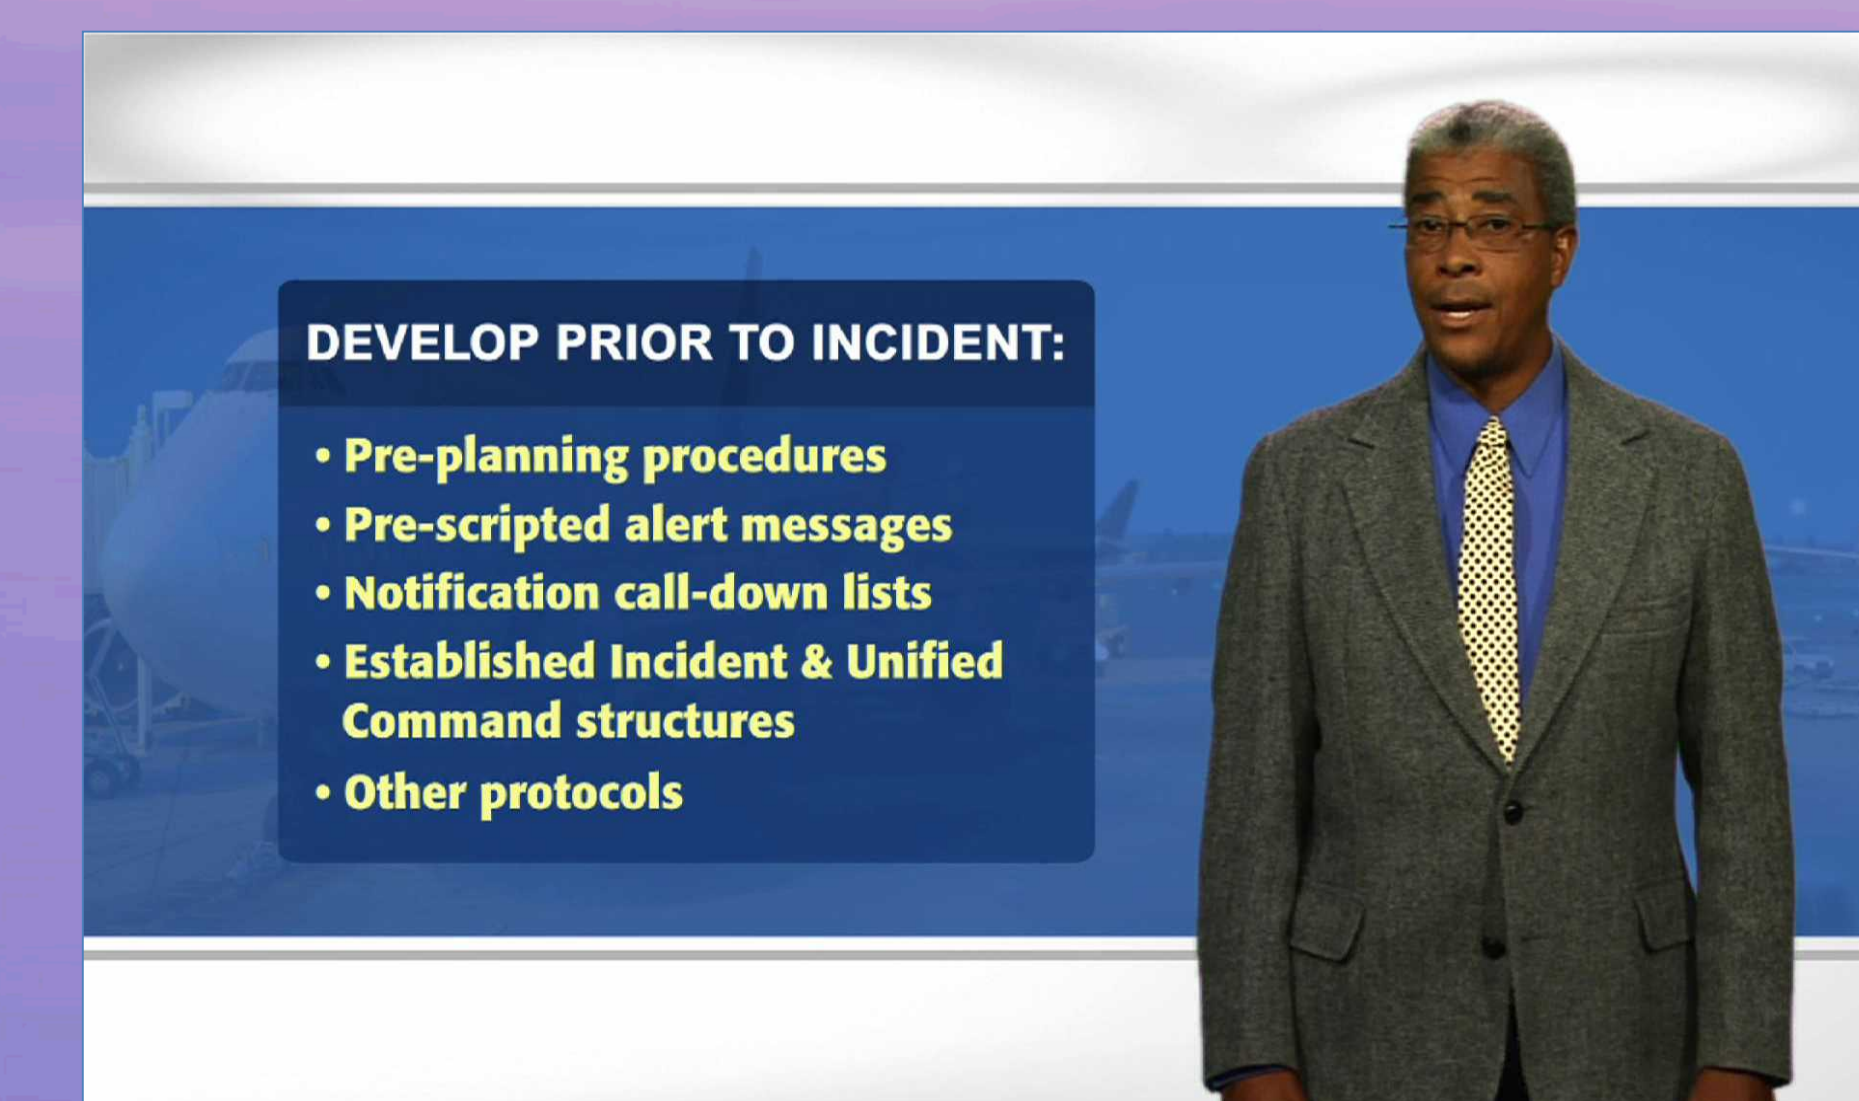 DEVELOP PRIOR TO INCIDENT:
• Pre-planning procedures
• Pre-scripted alert messages
• Notification call-down lists
• Established Incident & Unified
Command structures
• Other protocols